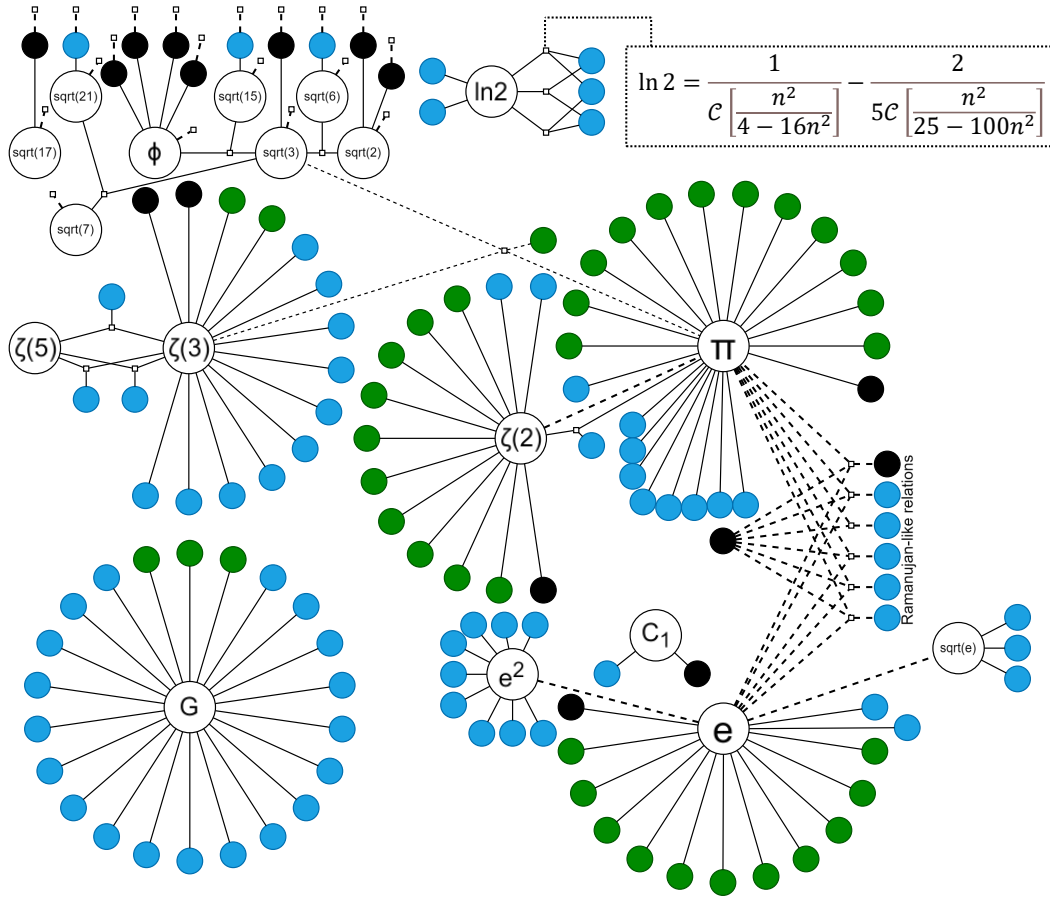 ln2
ln 2 = 1 / (𝒞 [n² / (4 − 16n²)]) − 2 / (5𝒞 [n² / (25 − 100n²)])
sqrt(21)
sqrt(15)
sqrt(6)
sqrt(17)
ϕ
sqrt(3)
sqrt(2)
sqrt(7)
ζ(5)
ζ(3)
π
ζ(2)
Ramanujan-like relations
C₁
sqrt(e)
e²
G
e